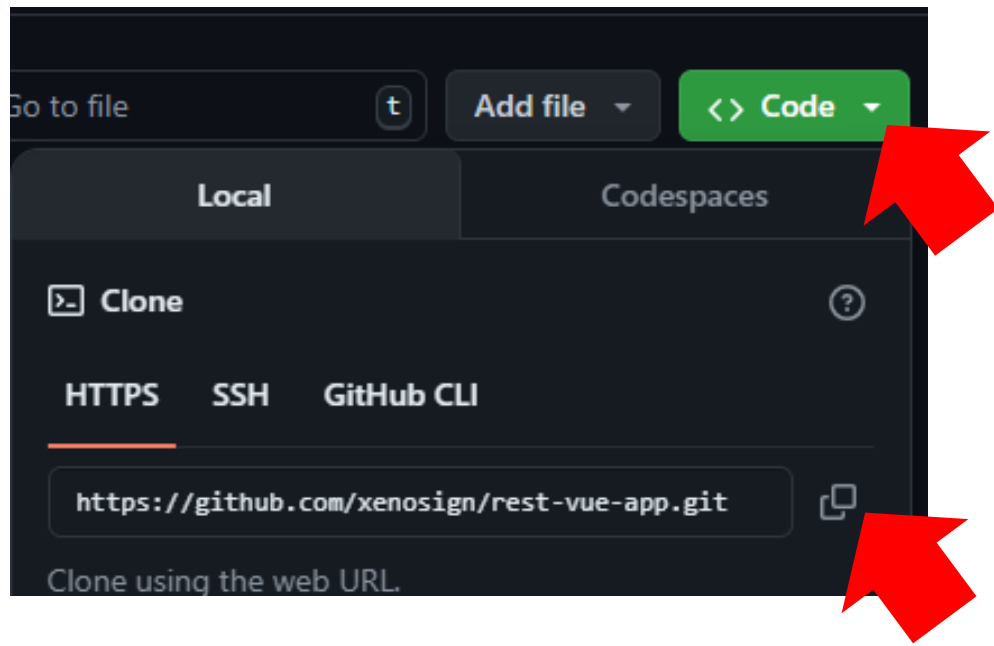 Go to file t Add file <> Code
Local Codespaces
Clone
HTTPS SSH GitHub CLI
https://github.com/xenosign/rest-vue-app.git
Clone using the web URL.